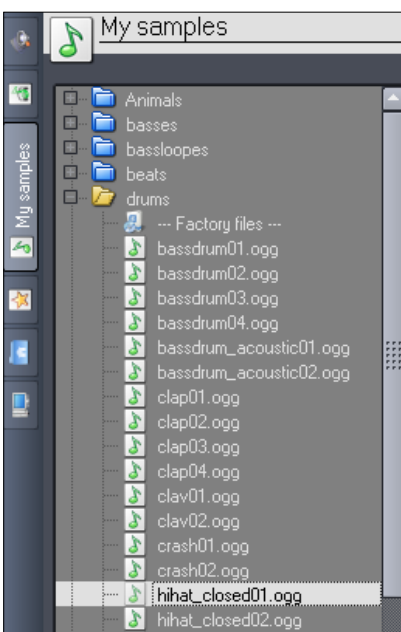 My samples
My samples
Animals
basses
bassloopes
beats
drums
--- Factory files ---
bassdrum01.ogg
bassdrum02.ogg
bassdrum03.ogg
bassdrum04.ogg
bassdrum_acoustic01.ogg
bassdrum_acoustic02.ogg
clap01.ogg
clap02.ogg
clap03.ogg
clap04.ogg
clav01.ogg
clav02.ogg
crash01.ogg
crash02.ogg
hihat_closed01.ogg
hihat_closed02.ogg